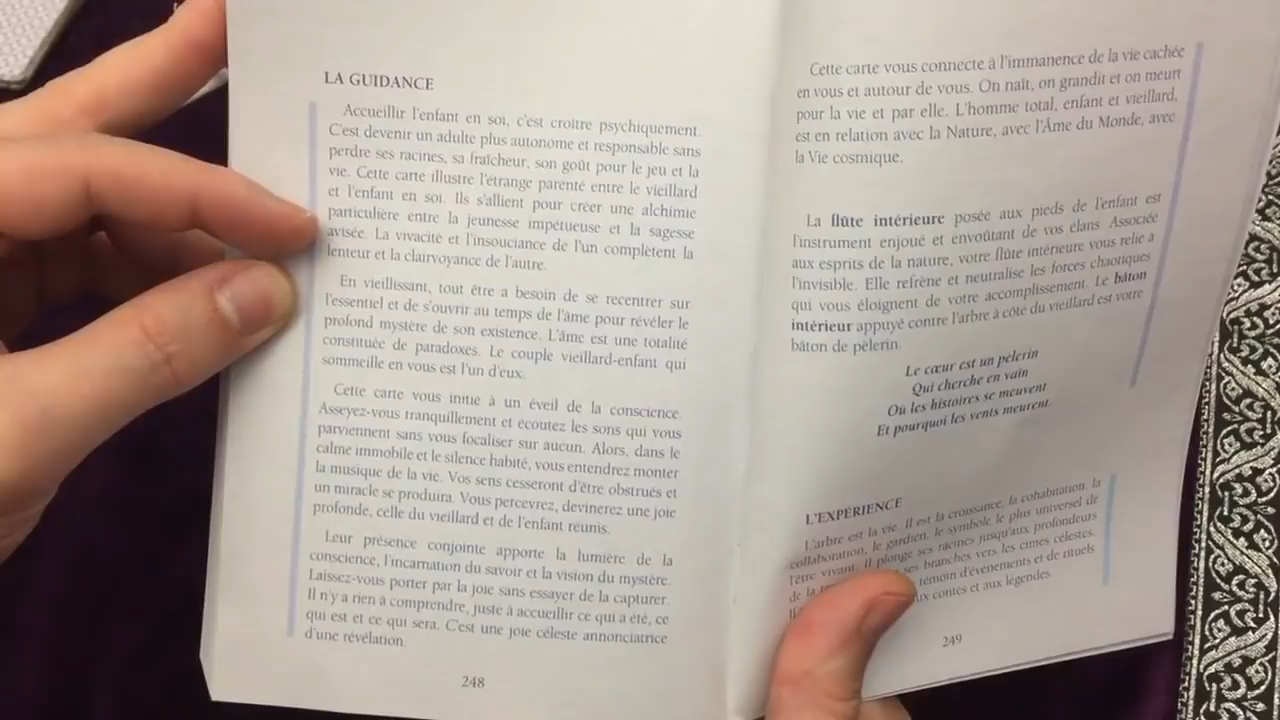 LA GUIDANCE
Accueillir l'enfant en soi, c'est croître psychiquement.
C'est devenir un adulte plus autonome et responsable sans
perdre ses racines, sa fraîcheur, son goût pour le jeu et la
vie. Cette carte illustre l'étrange parenté entre le vieillard
et l'enfant en soi. Ils s'allient pour créer une alchimie
particulière entre la jeunesse impétueuse et la sagesse
avisée. La vivacité et l'insouciance de l'un complètent la
lenteur et la clairvoyance de l'autre.
En vieillissant, tout être a besoin de se recentrer sur
l'essentiel et de s'ouvrir au temps de l'âme pour révéler le
profond mystère de son existence. L'âme est une totalité
constituée de paradoxes. Le couple vieillard-enfant qui
sommeille en vous est l'un d'eux.
Cette carte vous initie à un éveil de la conscience.
Asseyez-vous tranquillement et écoutez les sons qui vous
parviennent sans vous focaliser sur aucun. Alors, dans le
calme immobile et le silence habité, vous entendrez monter
la musique de la vie. Vos sens cesseront d'être obstrués et
un miracle se produira. Vous percevrez, devinerez une joie
profonde, celle du vieillard et de l'enfant réunis.
Leur présence conjointe apporte la lumière de la
conscience, l'incarnation du savoir et la vision du mystère.
Laissez-vous porter par la joie sans essayer de la capturer.
Il n'y a rien à comprendre, juste à accueillir ce qui a été, ce
qui est et ce qui sera. C'est une joie céleste annonciatrice
d'une révélation.
248
Cette carte vous connecte à l'immanence de la vie cachée
en vous et autour de vous. On naît, on grandit et on meurt
pour la vie et par elle. L'homme total, enfant et vieillard,
est en relation avec la Nature, avec l'Âme du Monde, avec
la Vie cosmique.
La flûte intérieure posée aux pieds de l'enfant est
l'instrument enjoué et envoûtant de vos élans. Associée
aux esprits de la nature, votre flûte intérieure vous relie à
l'invisible. Elle refrène et neutralise les forces chaotiques
qui vous éloignent de votre accomplissement. Le bâton
intérieur appuyé contre l'arbre à côté du vieillard est votre
bâton de pèlerin.
Le cœur est un pèlerin
Qui cherche en vain
Où les histoires se meuvent
Et pourquoi les vents meurent.
L'EXPÉRIENCE
L'arbre est la vie. Il est la croissance, la cohabitation, la
collaboration, le gardien, le symbole le plus universel de
l'être vivant. Il plonge ses racines jusqu'aux profondeurs
de la ses branches vers les cimes célestes.
témoin d'événements et de rituels
aux contes et aux légendes.
249